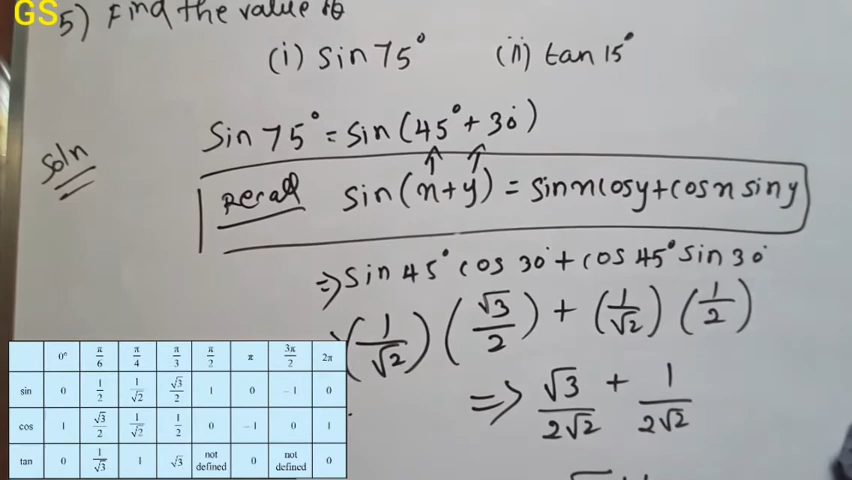 GS
5) Find the value of
(i) sin 75° (ii) tan 15°
Soln
Sin 75° = sin (45° + 30°)
Recall sin(x+y) = sinx cosy + cosx siny
⇒ sin 45° cos 30° + cos 45° sin 30°
(1/√2) (√3/2) + (1/√2) (1/2)
⇒ √3/2√2 + 1/2√2
0° π/6 π/4 π/3 π/2 π 3π/2 2π
sin 0 1/2 1/√2 √3/2 1 0 –1 0
cos 1 √3/2 1/√2 1/2 0 –1 0 1
tan 0 1/√3 1 √3 not defined 0 not defined 0